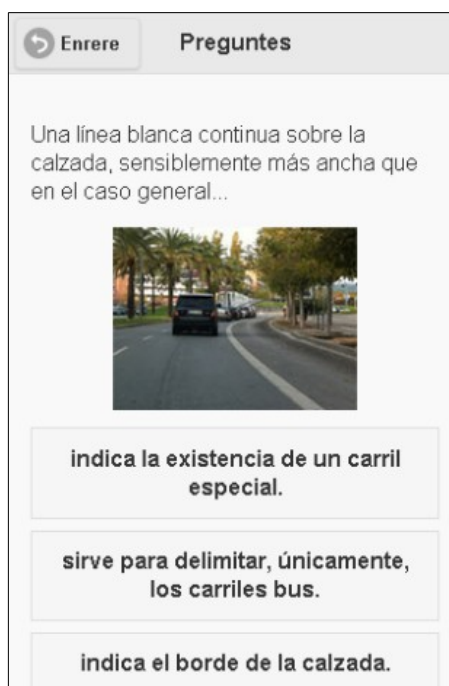 Enrere
Preguntes
Una línea blanca continua sobre la
calzada, sensiblemente más ancha que
en el caso general...
indica la existencia de un carril
especial.
sirve para delimitar, únicamente,
los carriles bus.
indica el borde de la calzada.